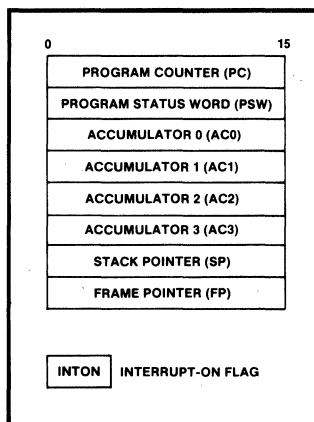 0 15
PROGRAM COUNTER (PC)
PROGRAM STATUS WORD (PSW)
ACCUMULATOR 0 (AC0)
ACCUMULATOR 1 (AC1)
ACCUMULATOR 2 (AC2)
ACCUMULATOR 3 (AC3)
STACK POINTER (SP)
FRAME POINTER (FP)
INTON INTERRUPT-ON FLAG